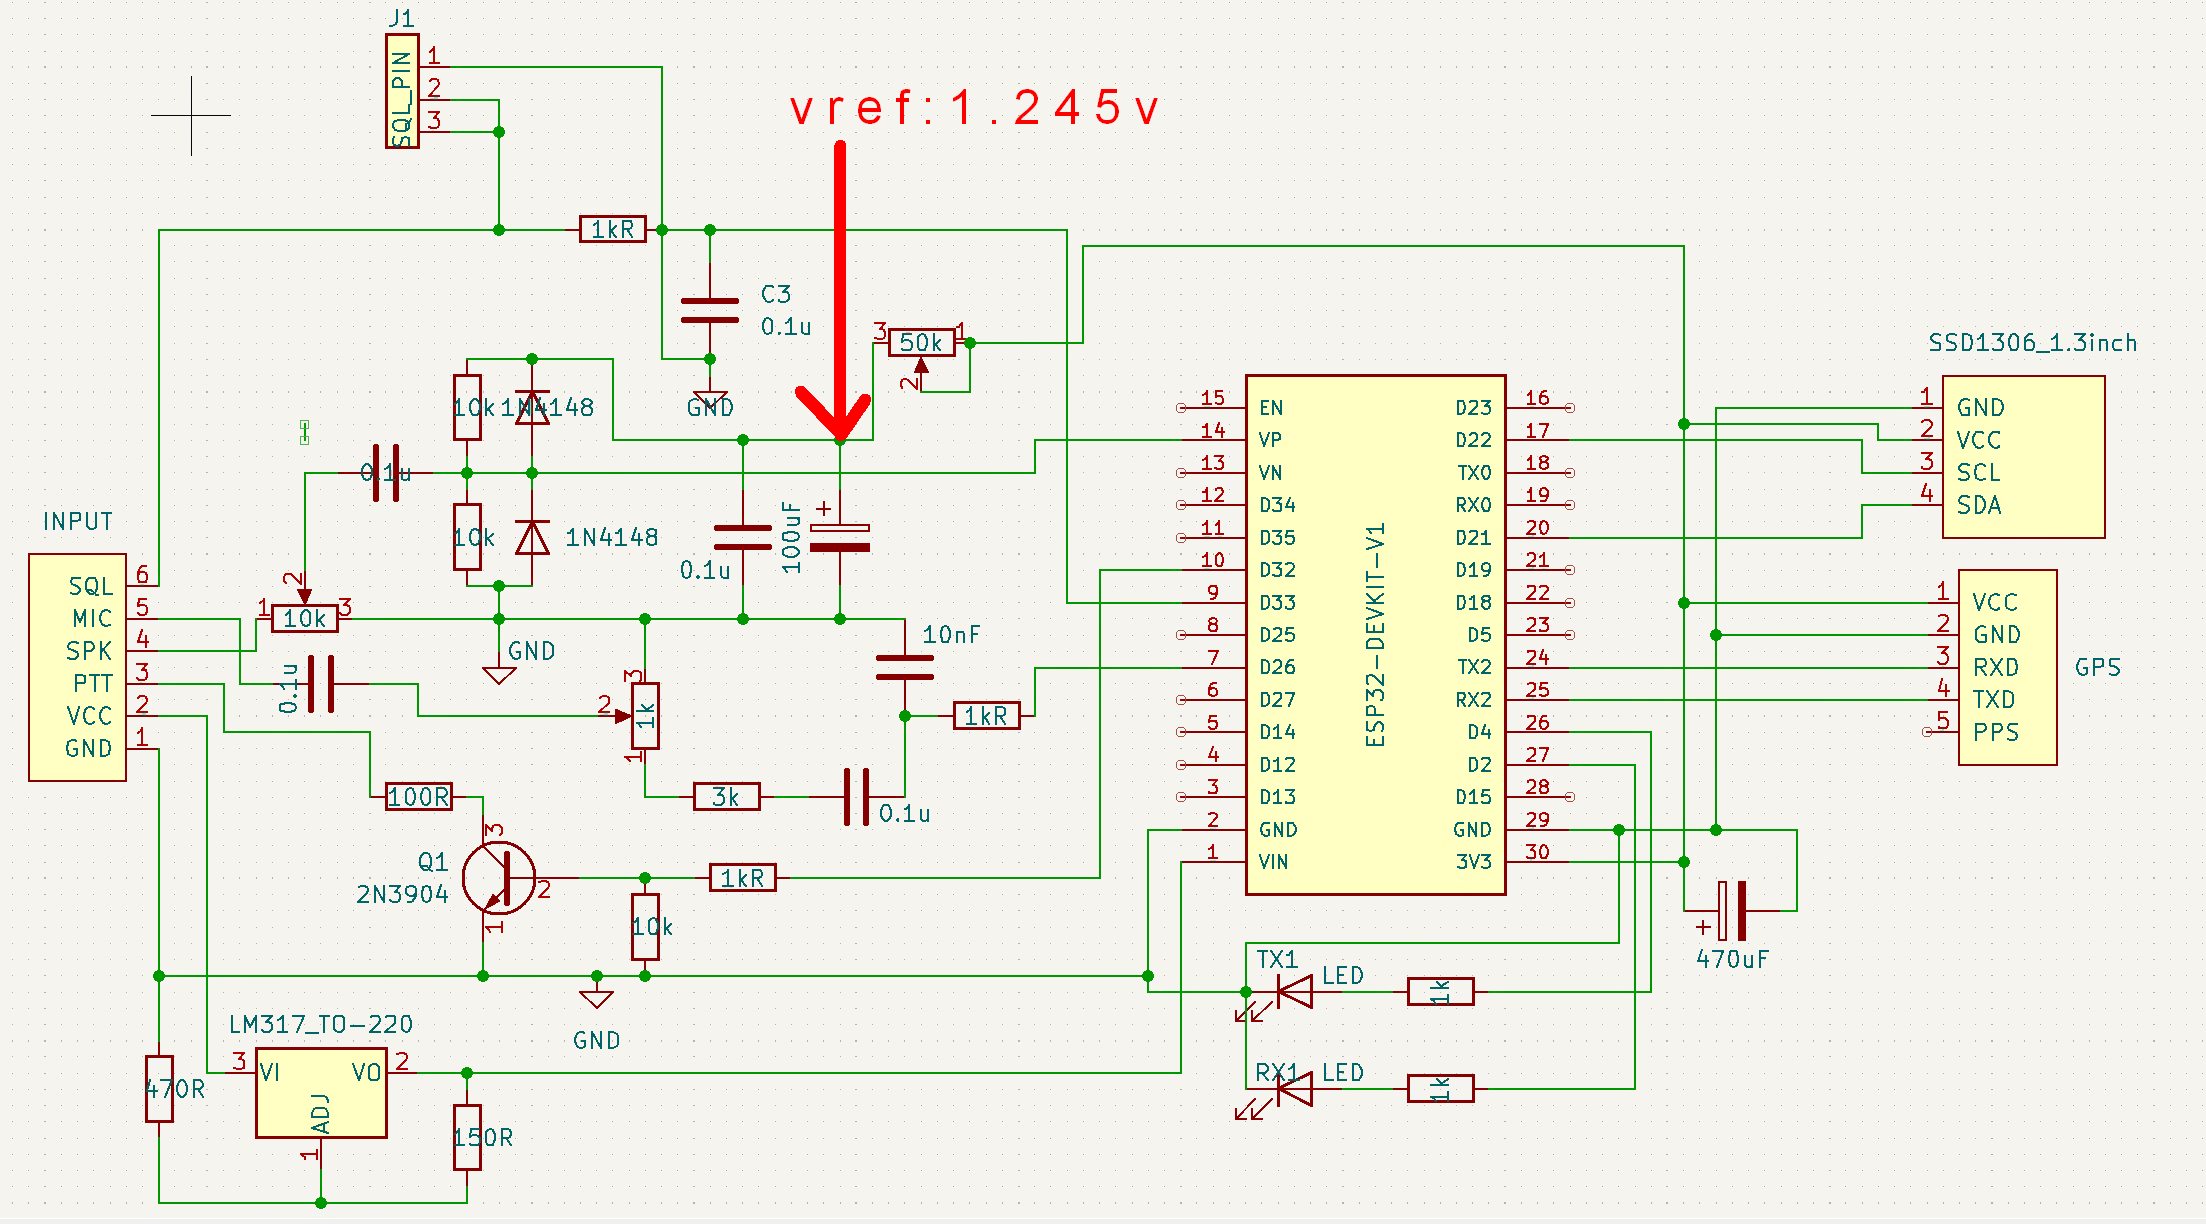 J1
SQL_PIN
1
2
3
vref:1.245v
1kR
C3
0.1u
GND
3
50k
1
2
10k
1N4148
0.1u
10k
1N4148
0.1u
100uF
+
INPUT
SQL 6
MIC 5
SPK 4
PTT 3
VCC 2
GND 1
2
1
10k
3
GND
0.1u
3
2
1k
1
10nF
1kR
3k
0.1u
100R
Q1
2N3904
3
2
1
1kR
10k
GND
LM317_TO-220
3
VI
VO
2
ADJ
1
470R
150R
ESP32-DEVKIT-V1
15 EN
14 VP
13 VN
12 D34
11 D35
10 D32
9 D33
8 D25
7 D26
6 D27
5 D14
4 D12
3 D13
2 GND
1 VIN
D23 16
D22 17
TX0 18
RX0 19
D21 20
D19 21
D18 22
D5 23
TX2 24
RX2 25
D4 26
D2 27
D15 28
GND 29
3V3 30
SSD1306_1.3inch
1 GND
2 VCC
3 SCL
4 SDA
GPS
1 VCC
2 GND
3 RXD
4 TXD
5 PPS
+
470uF
TX1 LED
1k
RX1 LED
1k